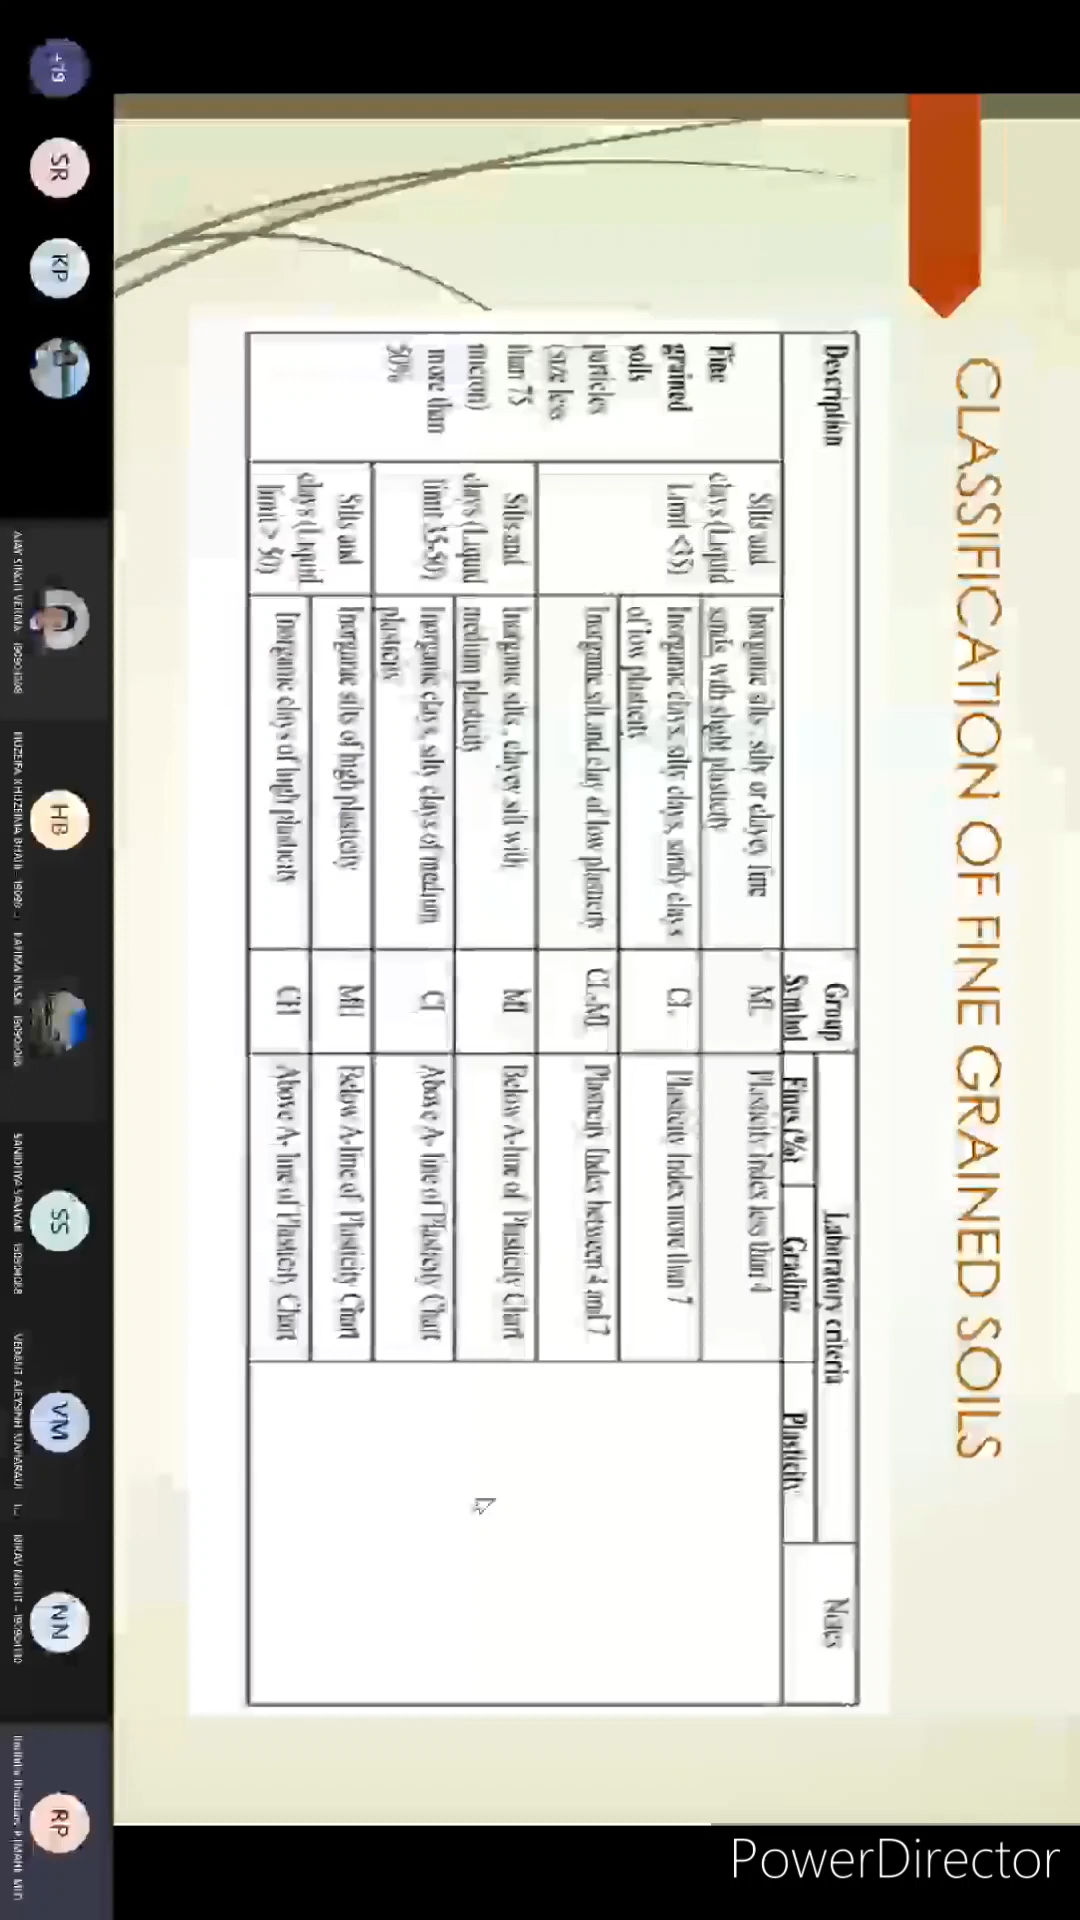 CLASSIFICATION OF FINE GRAINED SOILS
Description
Group
Symbol
Laboratory criteria
Notes
Fines (%)
Grading
Plasticity
Fine
grained
soils
particles
(size less
than 75
micron)
more than
50%
Silts and
clays (Liquid
Limit <35)
Inorganic silts, silty or clayey fine
sands with slight plasticity
ML
Plasticity Index less than 4
Inorganic clays, silty clays, sandy clays
of low plasticity
CL
Plasticity Index more than 7
Inorganic silt and clay of low plasticity
CL-ML
Plasticity Index between 4 and 7
Silts and
clays (Liquid
limit 35-50)
Inorganic silts, clayey silt with
medium plasticity
MI
Below A-line of Plasticity Chart
Inorganic clays, silty clays of medium
plasticity
CI
Above A- line of Plasticity Chart
Silts and
clays (Liquid
limit > 50)
Inorganic silts of high plasticity
MH
Below A-line of Plasticity Chart
Inorganic clays of high plasticity
CH
Above A- line of Plasticity Chart
+79
SR
KP
HB
SS
VM
NN
RP
AJAY SINGH VERMA
PowerDirector